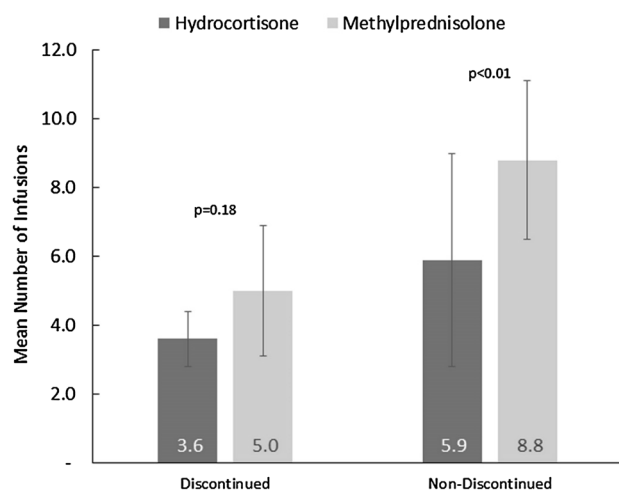 Hydrocortisone Methylprednisolone
12.0
p<0.01
10.0
8.0
p=0.18
6.0
4.0
2.0
3.6 5.0 5.9 8.8
-
Discontinued Non-Discontinued
Mean Number of Infusions